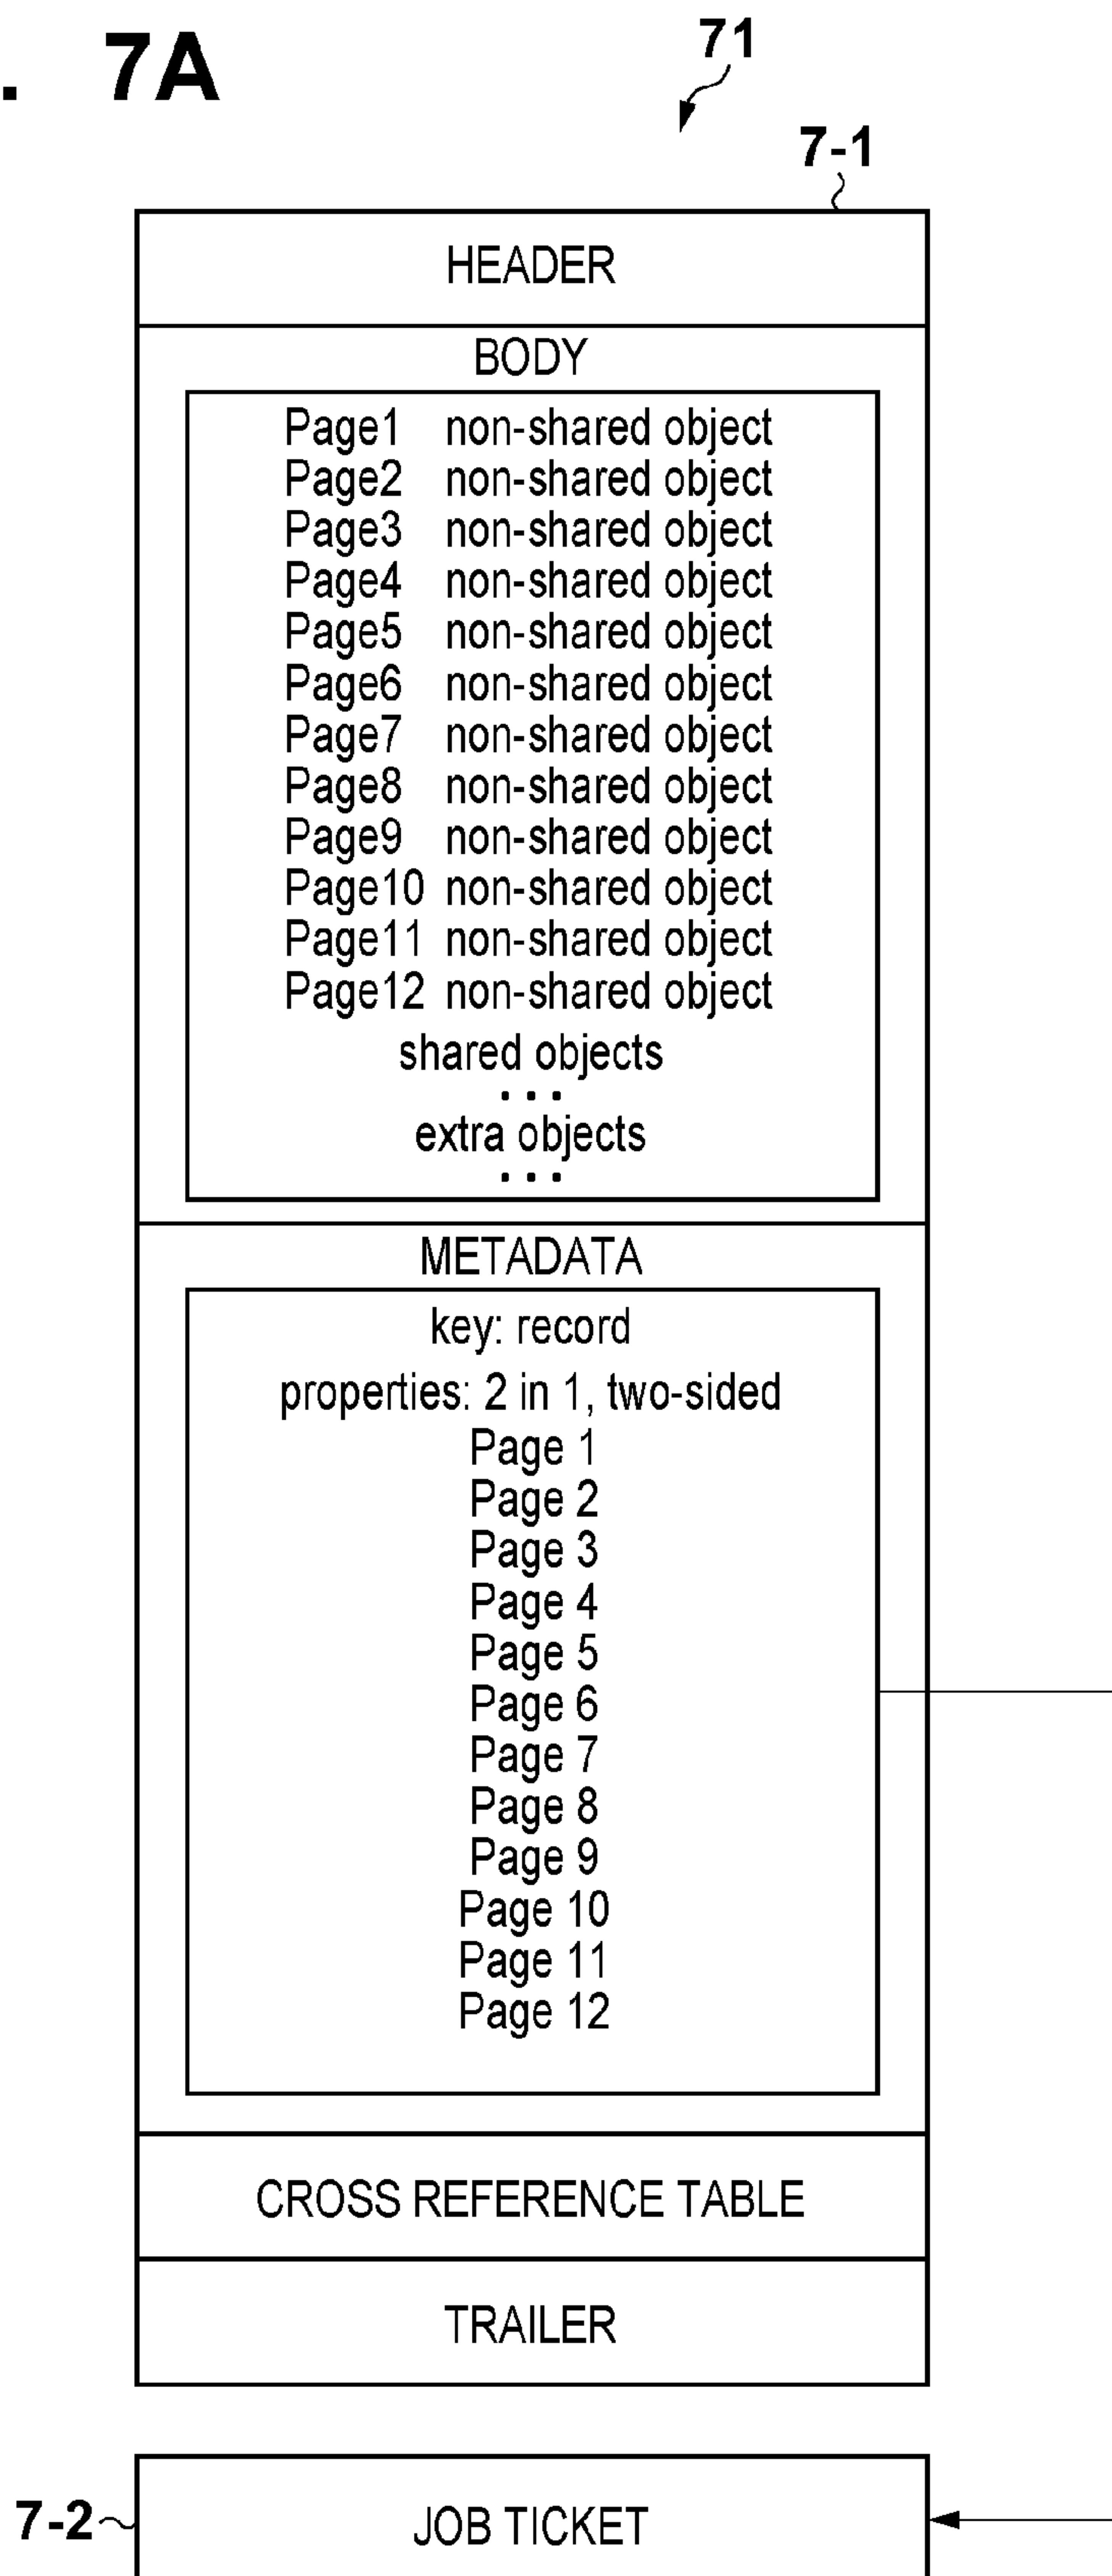 . 7A
71
7-1
HEADER
BODY
Page1 non-shared object
Page2 non-shared object
Page3 non-shared object
Page4 non-shared object
Page5 non-shared object
Page6 non-shared object
Page7 non-shared object
Page8 non-shared object
Page9 non-shared object
Page10 non-shared object
Page11 non-shared object
Page12 non-shared object
shared objects
...
extra objects
...
METADATA
key: record
properties: 2 in 1, two-sided
Page 1
Page 2
Page 3
Page 4
Page 5
Page 6
Page 7
Page 8
Page 9
Page 10
Page 11
Page 12
CROSS REFERENCE TABLE
TRAILER
7-2 JOB TICKET